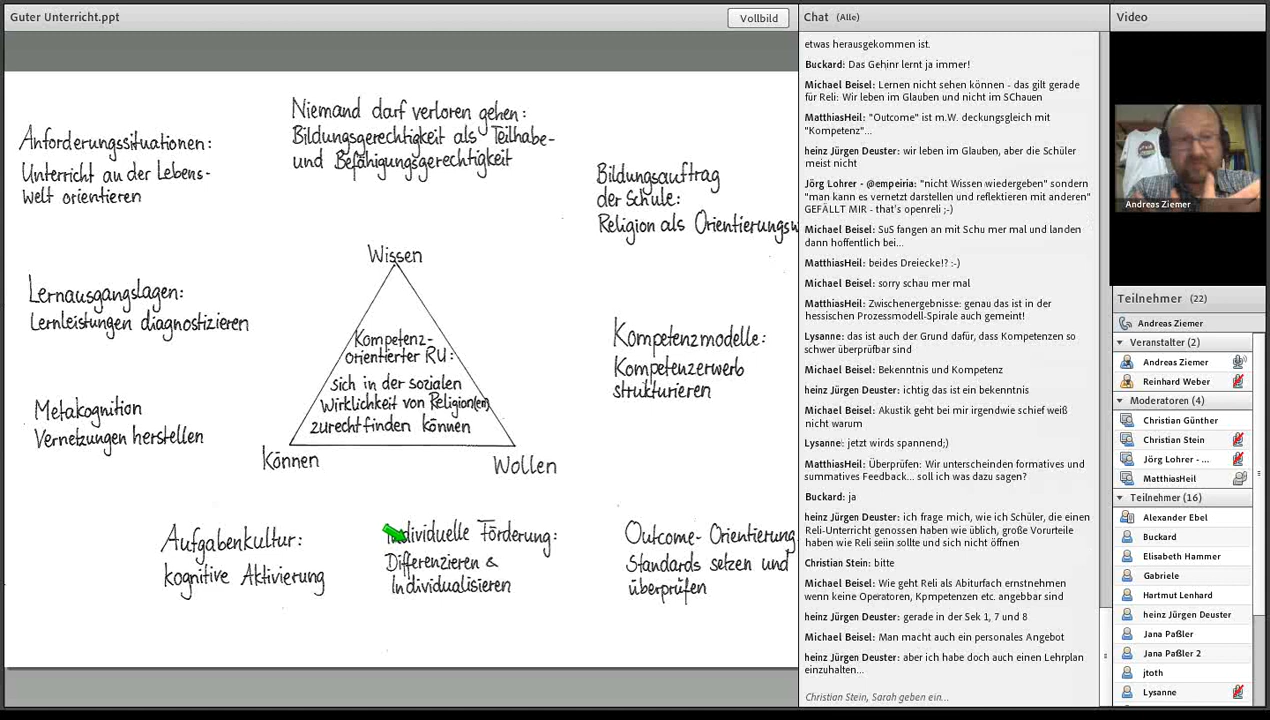 Guter Unterricht.ppt
Vollbild
Niemand darf verloren gehen:
Bildungsgerechtigkeit als Teilhabe-
und Befähigungsgerechtigkeit
Anforderungssituationen:
Unterricht an der Lebens-
welt orientieren
Bildungsauftrag
der Schule:
Religion als Orientierungsw
Wissen
Lernausgangslagen:
Lernleistungen diagnostizieren
Kompetenz-
orientierter RU:
sich in der sozialen
Wirklichkeit von Religion(en)
zurecht finden können
Kompetenzmodelle:
Kompetenzerwerb
strukturieren
Metakognition
Vernetzungen herstellen
Können
Wollen
Aufgabenkultur:
kognitive Aktivierung
Individuelle Förderung:
Differenzieren &
Individualisieren
Outcome-Orientierung
Standards setzen und
überprüfen
Chat (Alle)
etwas herausgekommen ist.
Buckard: Das Gehinr lernt ja immer!
Michael Beisel: Lernen nicht sehen können - das gilt gerade
für Reli: Wir leben im Glauben und nicht im SChauen
MatthiasHeil: "Outcome" ist m.W. deckungsgleich mit
"Kompetenz"...
heinz Jürgen Deuster: wir leben im Glauben, aber die Schüler
meist nicht
Jörg Lohrer - @empeiria: "nicht Wissen wiedergeben" sondern
"man kann es vernetzt darstellen und reflektieren mit anderen"
GEFÄLLT MIR - that's openreli ;-)
Michael Beisel: SuS fangen an mit Schu mer mal und landen
dann hoffentlich bei...
MatthiasHeil: beides Dreiecke!? :-)
Michael Beisel: sorry schau mer mal
MatthiasHeil: Zwischenergebnisse: genau das ist in der
hessischen Prozessmodell-Spirale auch gemeint!
Lysanne: das ist auch der Grund dafür, dass Kompetenzen so
schwer überprüfbar sind
Michael Beisel: Bekenntnis und Kompetenz
heinz Jürgen Deuster: ichtig das ist ein bekenntnis
Michael Beisel: Akustik geht bei mir irgendwie schief weiß
nicht warum
Lysanne: jetzt wirds spannend;)
MatthiasHeil: Überprüfen: Wir unterscheinden formatives und
summatives Feedback... soll ich was dazu sagen?
Buckard: ja
heinz Jürgen Deuster: ich frage mich, wie ich Schüler, die einen
Reli-Unterricht genossen haben wie üblich, große Vorurteile
haben wie Reli seiin sollte und sich nicht öffnen
Christian Stein: bitte
Michael Beisel: Wie geht Reli als Abiturfach ernstnehmen
wenn keine Operatoren, Kpmpetenzen etc. angebbar sind
heinz Jürgen Deuster: gerade in der Sek 1, 7 und 8
Michael Beisel: Man macht auch ein personales Angebot
heinz Jürgen Deuster: aber ich habe doch auch einen Lehrplan
einzuhalten...
Christian Stein, Sarah geben ein...
Video
Andreas Ziemer
Teilnehmer (22)
Andreas Ziemer
Veranstalter (2)
Andreas Ziemer
Reinhard Weber
Moderatoren (4)
Christian Günther
Christian Stein
Jörg Lohrer - ...
MatthiasHeil
Teilnehmer (16)
Alexander Ebel
Buckard
Elisabeth Hammer
Gabriele
Hartmut Lenhard
heinz Jürgen Deuster
Jana Paßler
Jana Paßler 2
jtoth
Lysanne